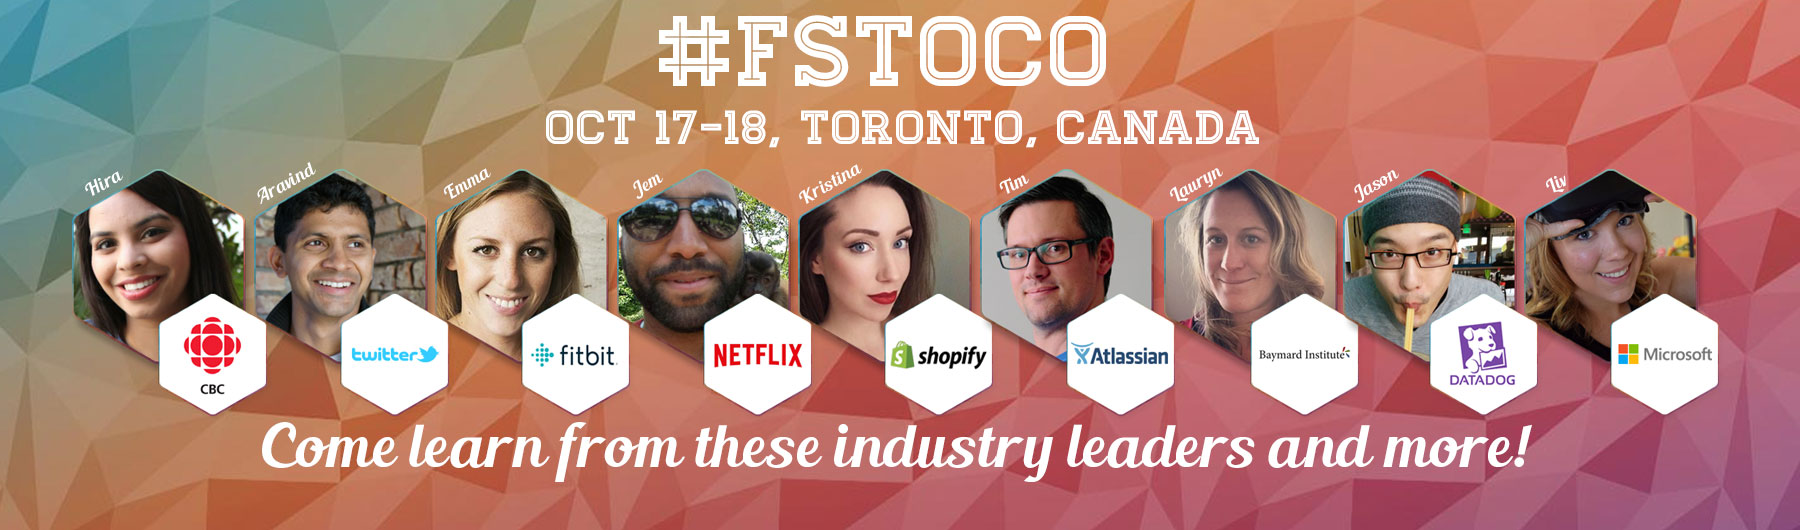 #FSTOCO
OCT 17-18, TORONTO, CANADA
Hira
Aravind
Emma
Jem
Kristina
Tim
Lauryn
Jason
Liv
CBC
twitter
fitbit.
NETFLIX
shopify
Atlassian
Baymard Institute
DATADOG
Microsoft
Come learn from these industry leaders and more!